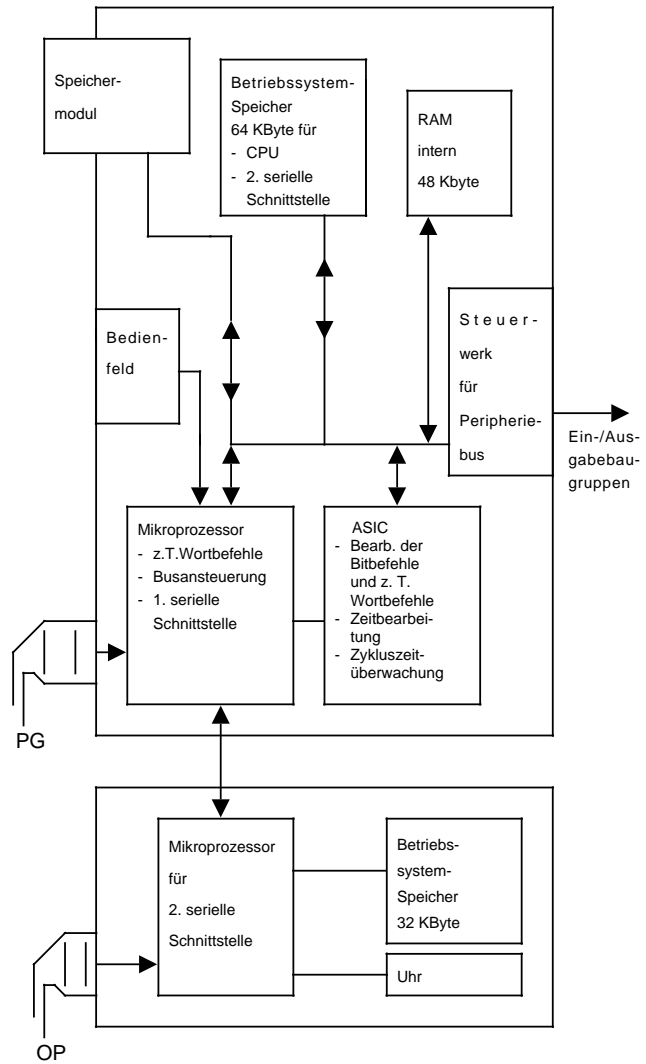 Speicher-
modul
Betriebssystem-
Speicher
64 KByte für
- CPU
- 2. serielle
Schnittstelle
RAM
intern
48 Kbyte
Bedien-
feld
Steuer-
werk
für
Peripherie-
bus
Ein-/Aus-
gabebau-
gruppen
Mikroprozessor
- z.T.Wortbefehle
- Busansteuerung
- 1. serielle
Schnittstelle
ASIC
- Bearb. der
Bitbefehle
und z. T.
Wortbefehle
- Zeitbearbei-
tung
- Zykluszeit-
überwachung
PG
Mikroprozessor
für
2. serielle
Schnittstelle
Betriebs-
system-
Speicher
32 KByte
Uhr
OP